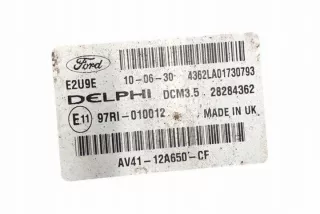 Ford
E2U9E 10-06-30 4362LA01730793
DELPHI DCM3.5 28284362
E11 97RI-010012 MADE IN UK
AV41-12A650-CF